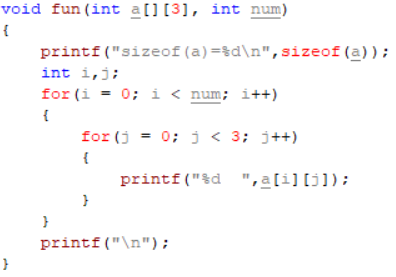 void fun(int a[][3], int num)
{
    printf("sizeof(a)=%d\n",sizeof(a));
    int i,j;
    for(i = 0; i < num; i++)
    {
        for(j = 0; j < 3; j++)
        {
            printf("%d  ",a[i][j]);
        }
    }
    printf("\n");
}